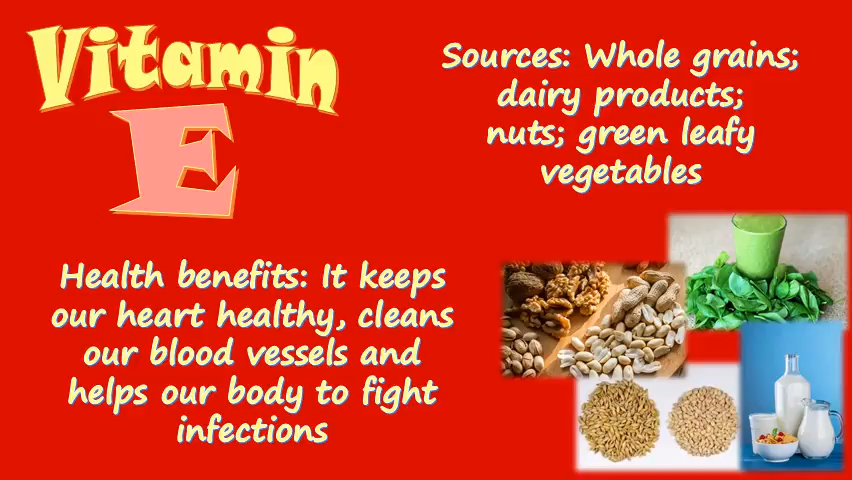 Vitamin
E
Sources: Whole grains;
dairy products;
nuts; green leafy
vegetables
Health benefits: It keeps
our heart healthy, cleans
our blood vessels and
helps our body to fight
infections